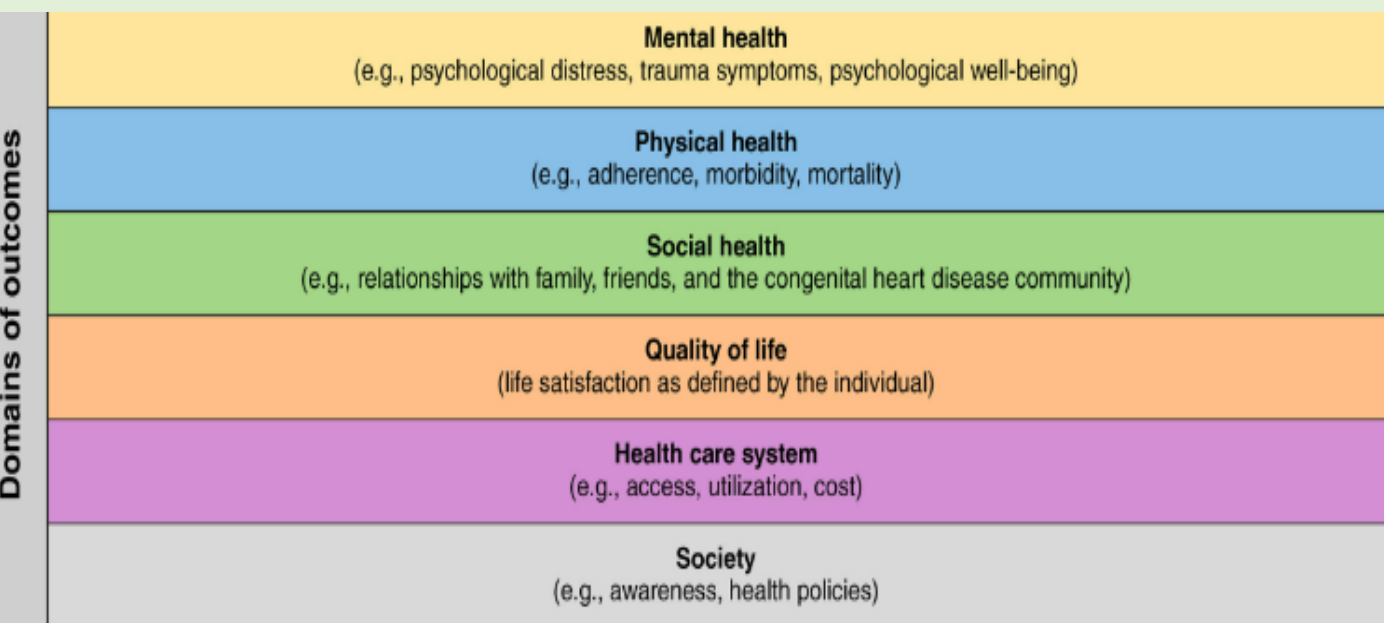 Domains of outcomes
Mental health
(e.g., psychological distress, trauma symptoms, psychological well-being)
Physical health
(e.g., adherence, morbidity, mortality)
Social health
(e.g., relationships with family, friends, and the congenital heart disease community)
Quality of life
(life satisfaction as defined by the individual)
Health care system
(e.g., access, utilization, cost)
Society
(e.g., awareness, health policies)